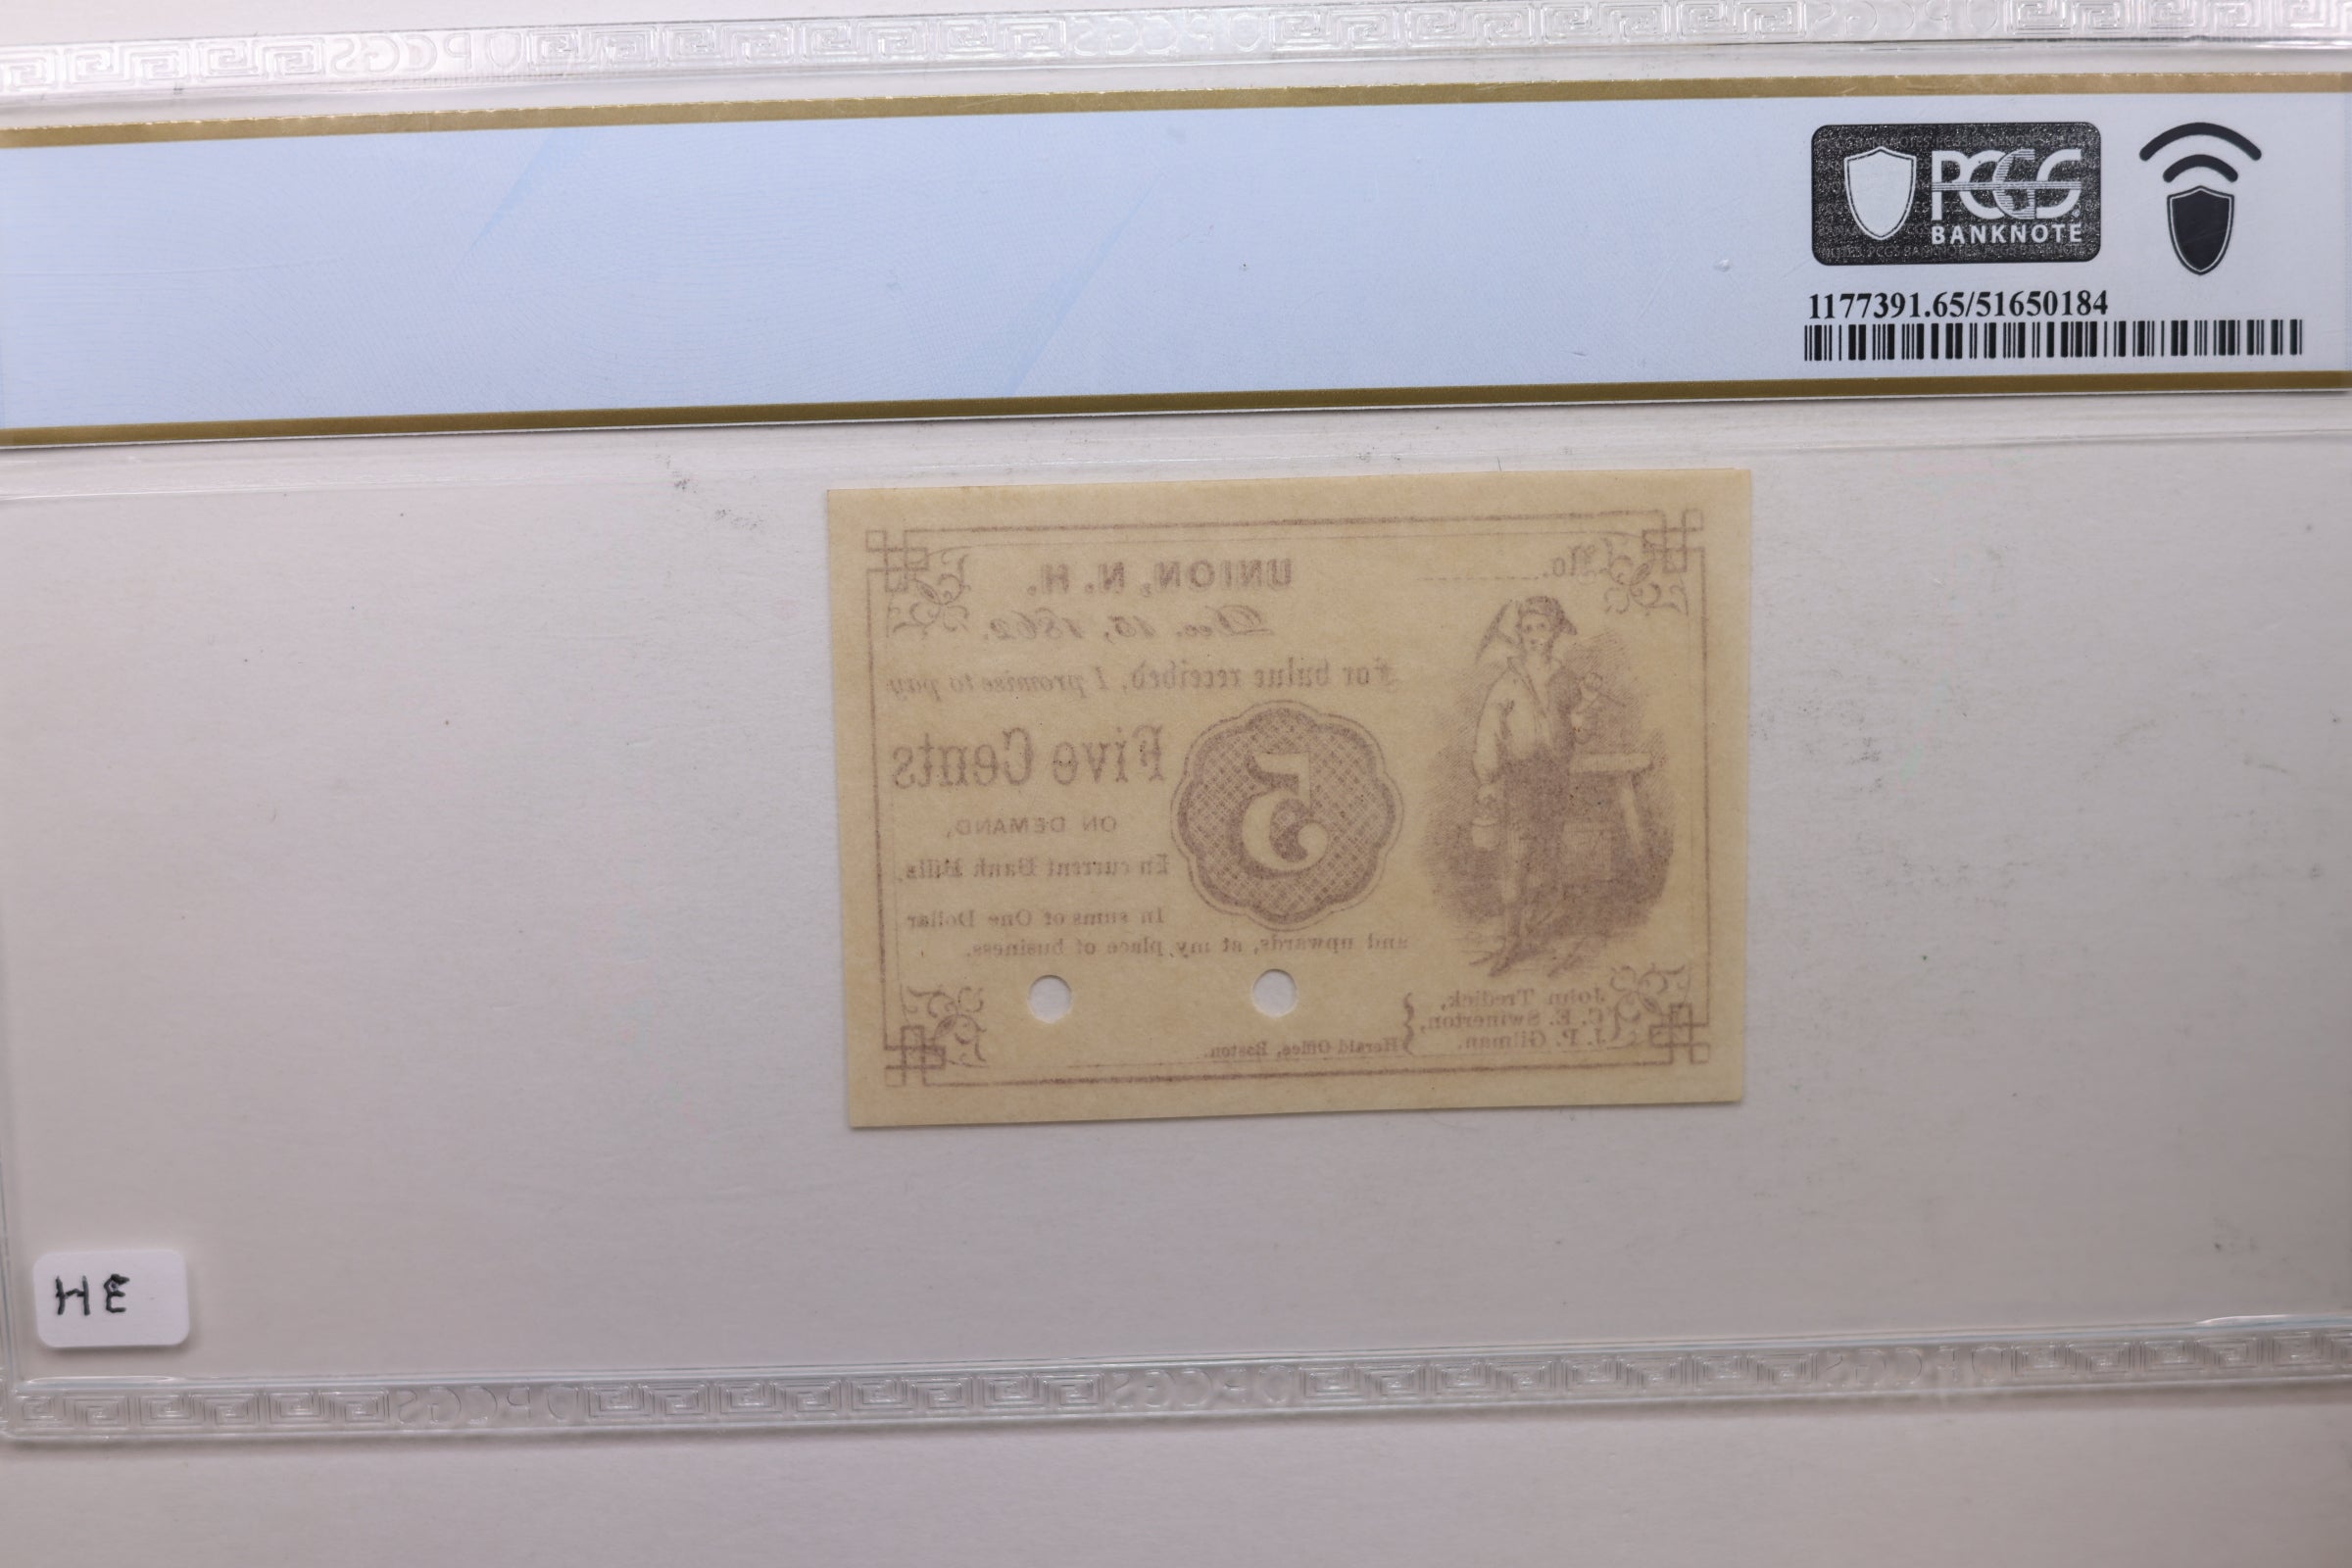 PCGS
BANKNOTE
1177391.65/51650184
No.
UNION, N. H.
Dec. 15, 1862.
For value received, I promise to pay
Five Cents
5
ON DEMAND,
In current Bank Bills,
In sums of One Dollar
and upwards, at my place of business.
John Tredick,
C. E. Swinerton,
J. P. Gilman.
Herald Office, Boston.
HE